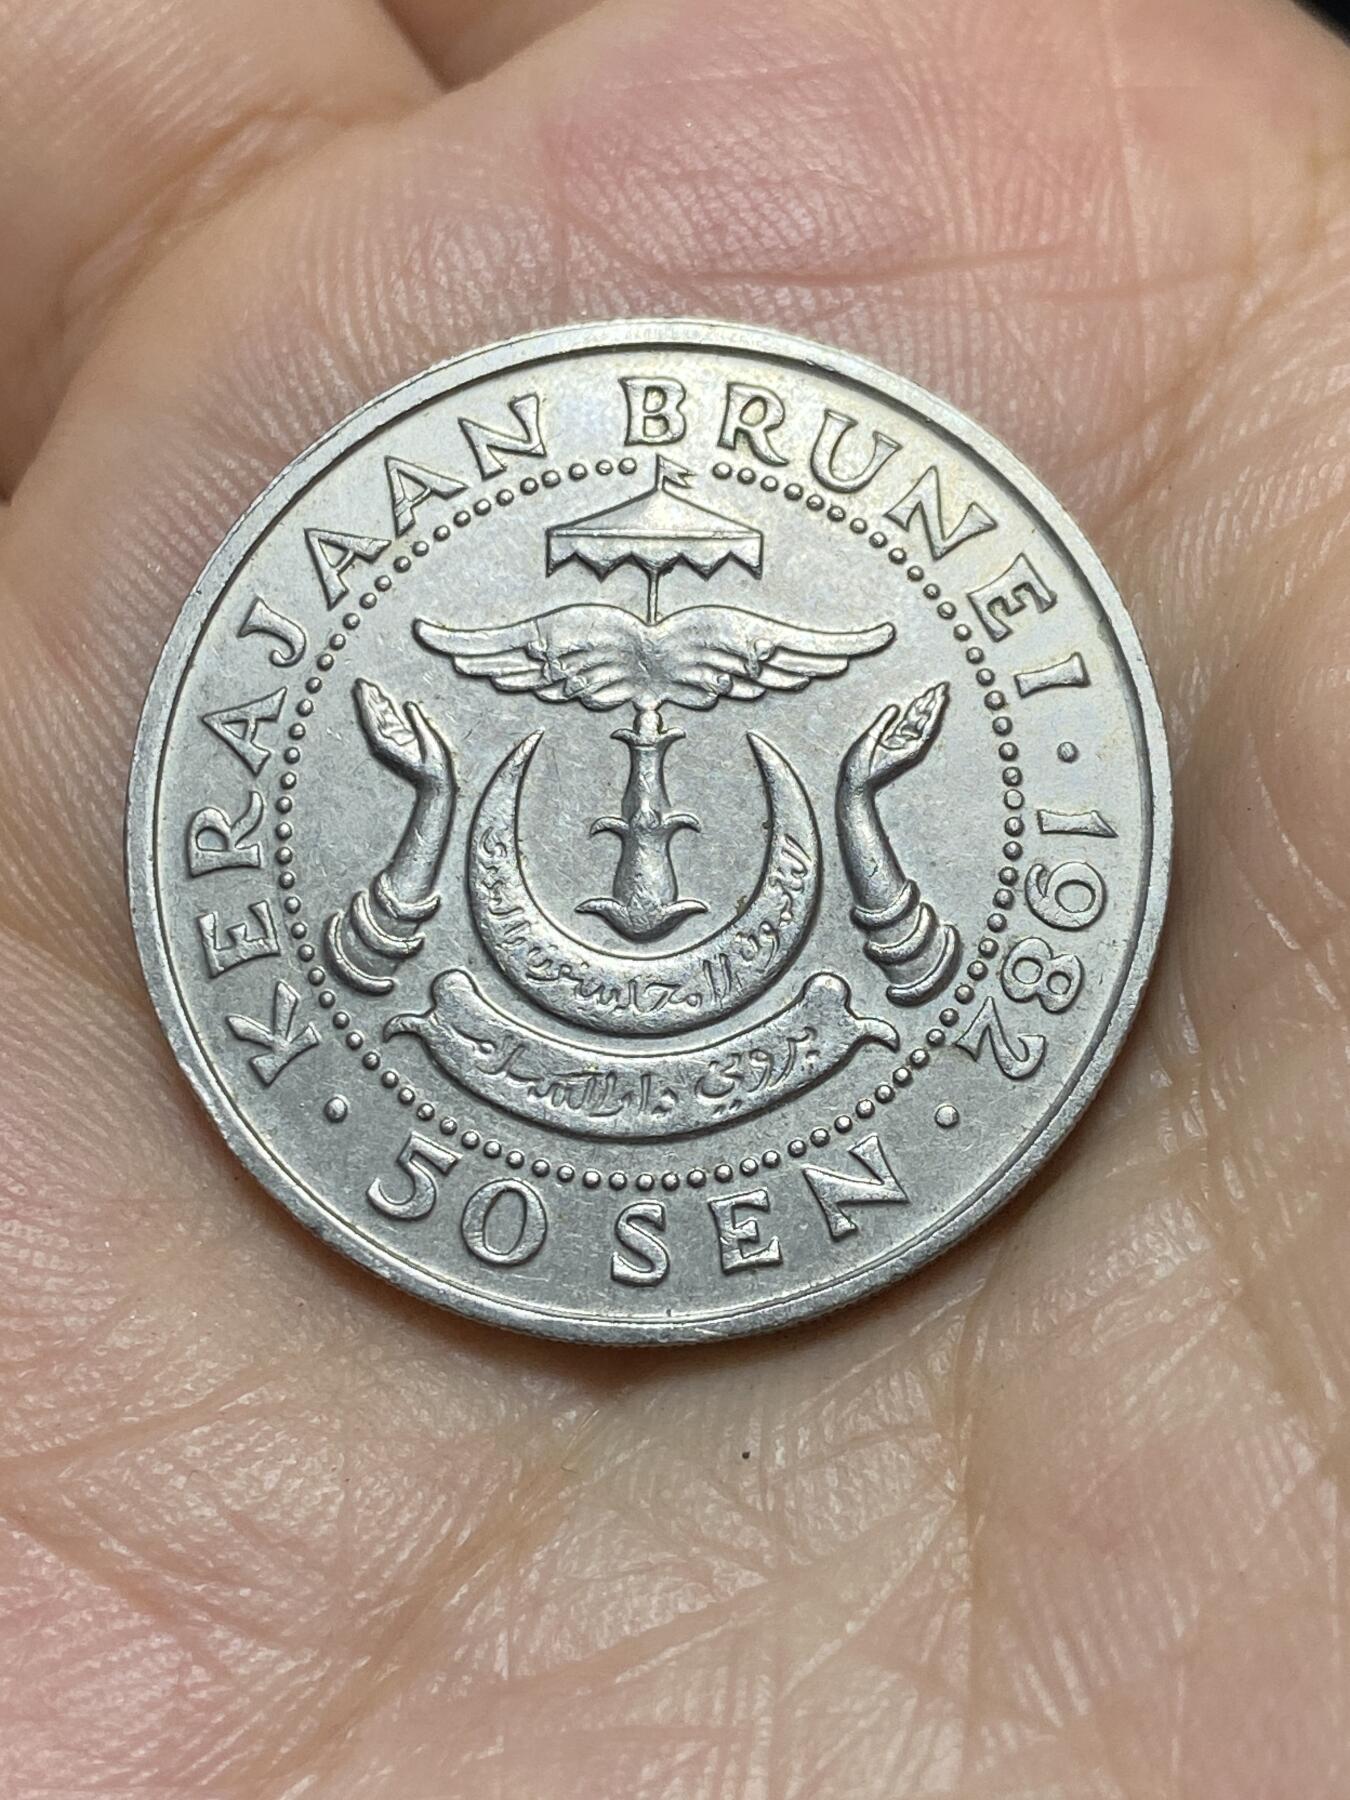 KERAJAAN BRUNEI · 1982 ·
50 SEN ·
الدائمون المحسنون بالهدى
بروني دارالسلام